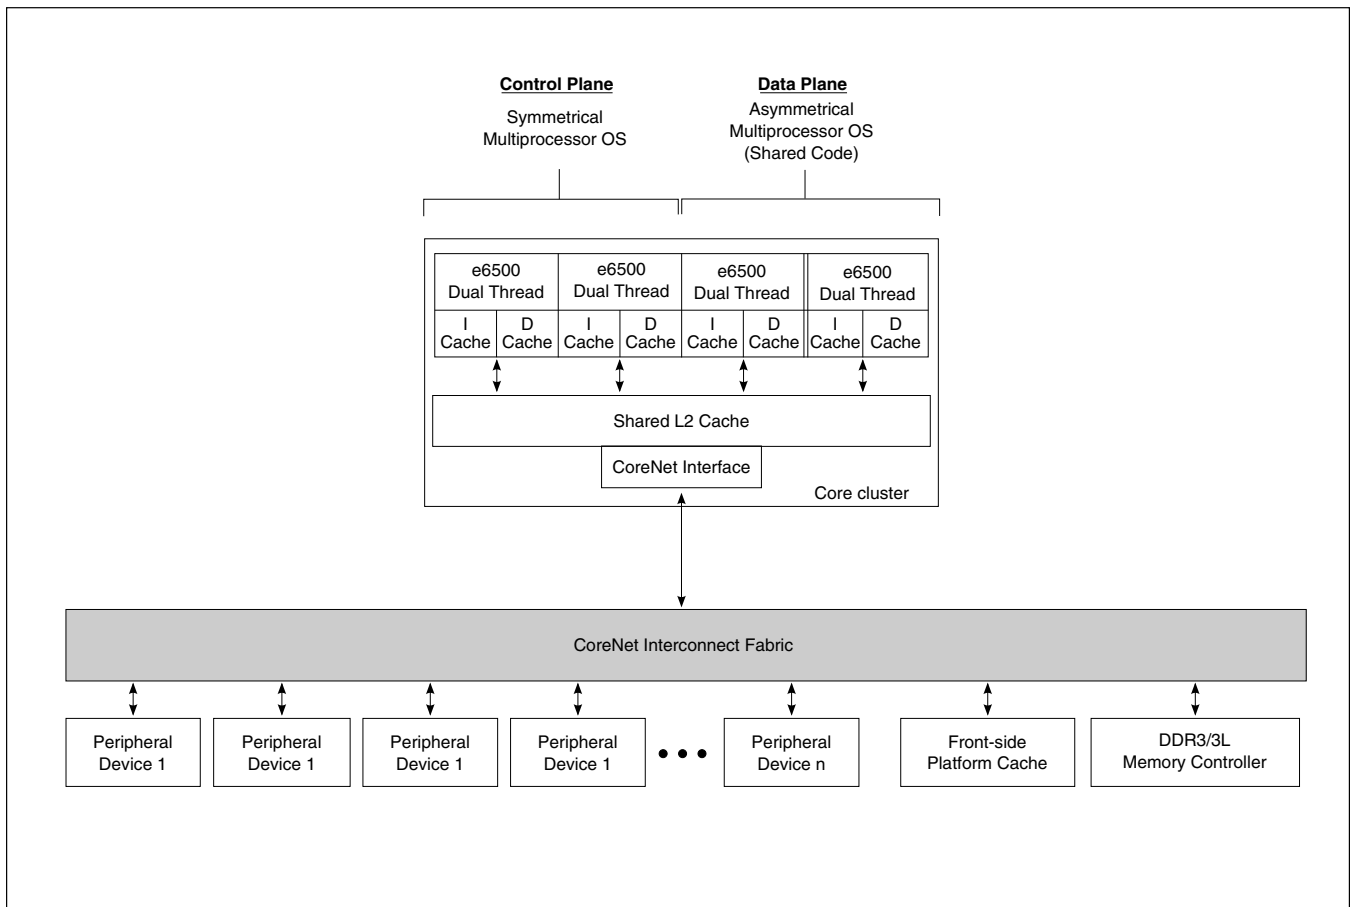 Control Plane
Symmetrical
Multiprocessor OS
Data Plane
Asymmetrical
Multiprocessor OS
(Shared Code)
e6500
Dual Thread
e6500
Dual Thread
e6500
Dual Thread
e6500
Dual Thread
I
Cache
D
Cache
I
Cache
D
Cache
I
Cache
D
Cache
I
Cache
D
Cache
Shared L2 Cache
CoreNet Interface
Core cluster
CoreNet Interconnect Fabric
Peripheral
Device 1
Peripheral
Device 1
Peripheral
Device 1
Peripheral
Device 1
Peripheral
Device n
Front-side
Platform Cache
DDR3/3L
Memory Controller